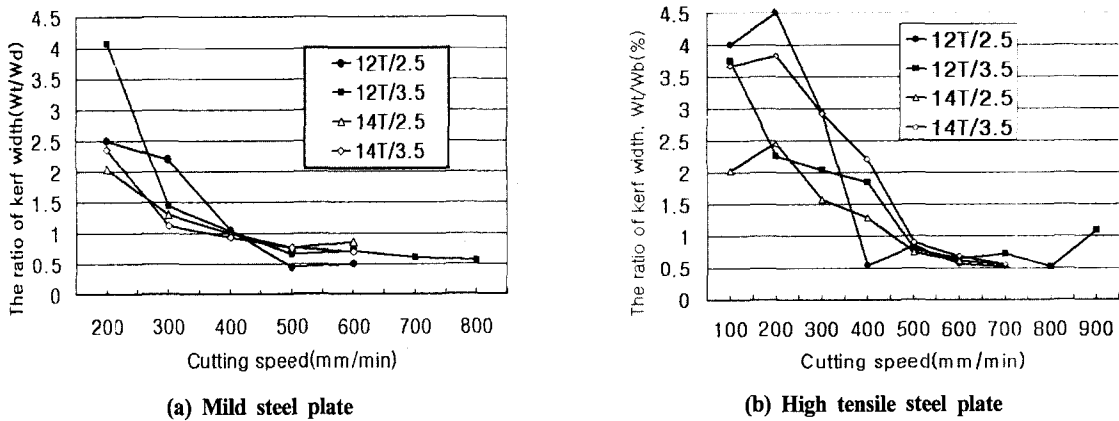 The ratio of kerf width(Wt/Wd)
4.5
4
3.5
3
2.5
2
1.5
1
0.5
0
12T/2.5
12T/3.5
14T/2.5
14T/3.5
200 300 400 500 600 700 800
Cutting speed(mm/min)
(a) Mild steel plate
The ratio of kerf width. Wt/Wb(%)
4.5
4
3.5
3
2.5
2
1.5
1
0.5
0
12T/2.5
12T/3.5
14T/2.5
14T/3.5
100 200 300 400 500 600 700 800 900
Cutting speed(mm/min)
(b) High tensile steel plate